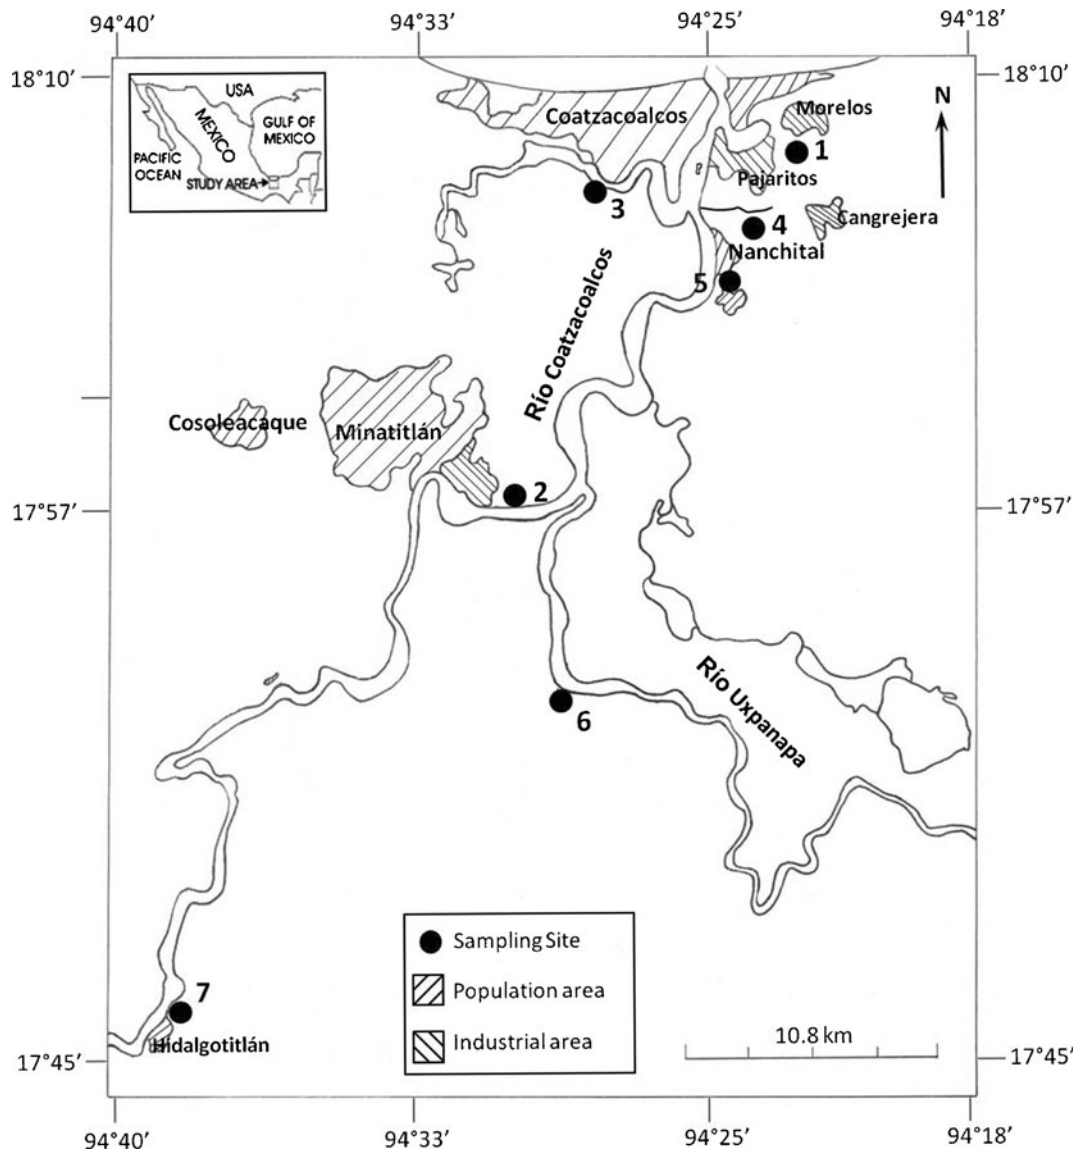 94°40’
94°33’
94°25’
94°18’
18°10’
18°10’
USA
MEXICO
GULF OF
MEXICO
PACIFIC
OCEAN
STUDY AREA
Coatzacoalcos
Morelos
N
1
Pajaritos
3
Cangrejera
4
Nanchital
5
Río Coatzacoalcos
Cosoleacaque
Minatitlán
2
17°57’
17°57’
Río Uxpanapa
6
7
Hidalgotitlán
Sampling Site
Population area
Industrial area
10.8 km
17°45’
17°45’
94°40’
94°33’
94°25’
94°18’